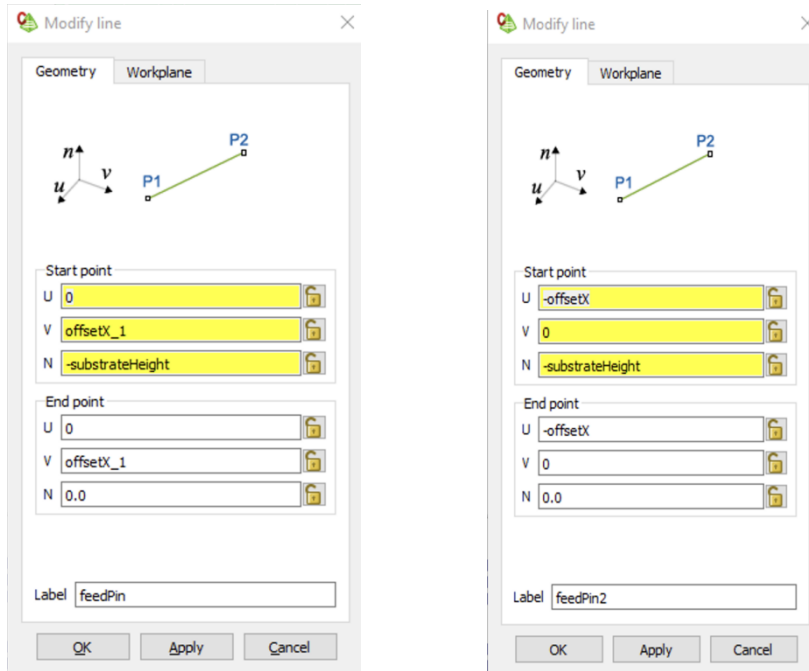 Modify line
Geometry Workplane
n
v
u
P1
P2
Start point
U 0
V offsetX_1
N -substrateHeight
End point
U 0
V offsetX_1
N 0.0
Label feedPin
OK Apply Cancel
Modify line
Geometry Workplane
n
v
u
P1
P2
Start point
U -offsetX
V 0
N -substrateHeight
End point
U -offsetX
V 0
N 0.0
Label feedPin2
OK Apply Cancel